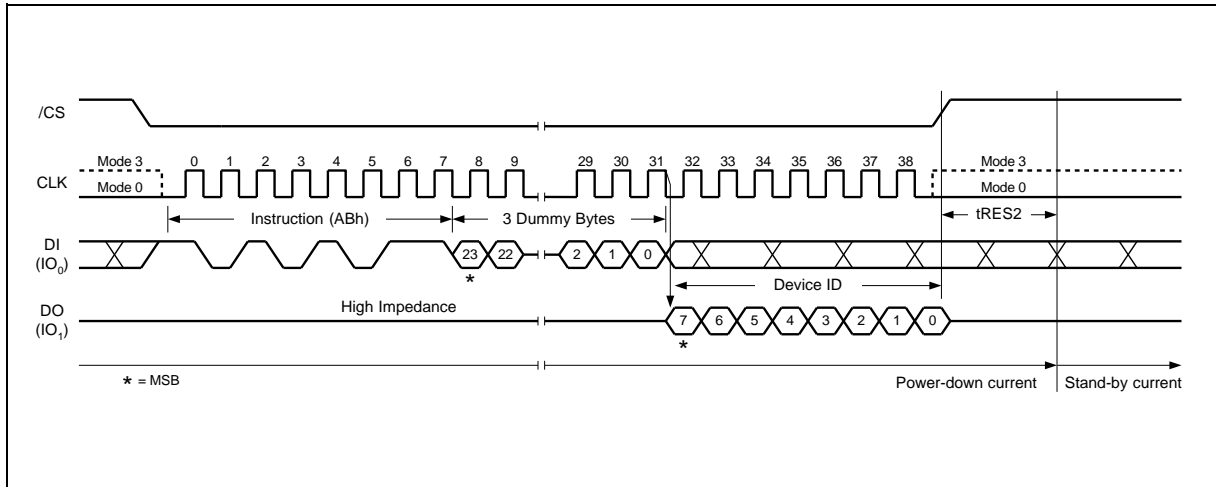 /CS
0 1 2 3 4 5 6 7 8 9 29 30 31 32 33 34 35 36 37 38
Mode 3 Mode 3
CLK
Mode 0 Mode 0
Instruction (ABh) 3 Dummy Bytes tRES2
DI
(IO0)
23 22 2 1 0
*
Device ID
High Impedance
DO
(IO1)
7 6 5 4 3 2 1 0
*
* = MSB
Power-down current Stand-by current